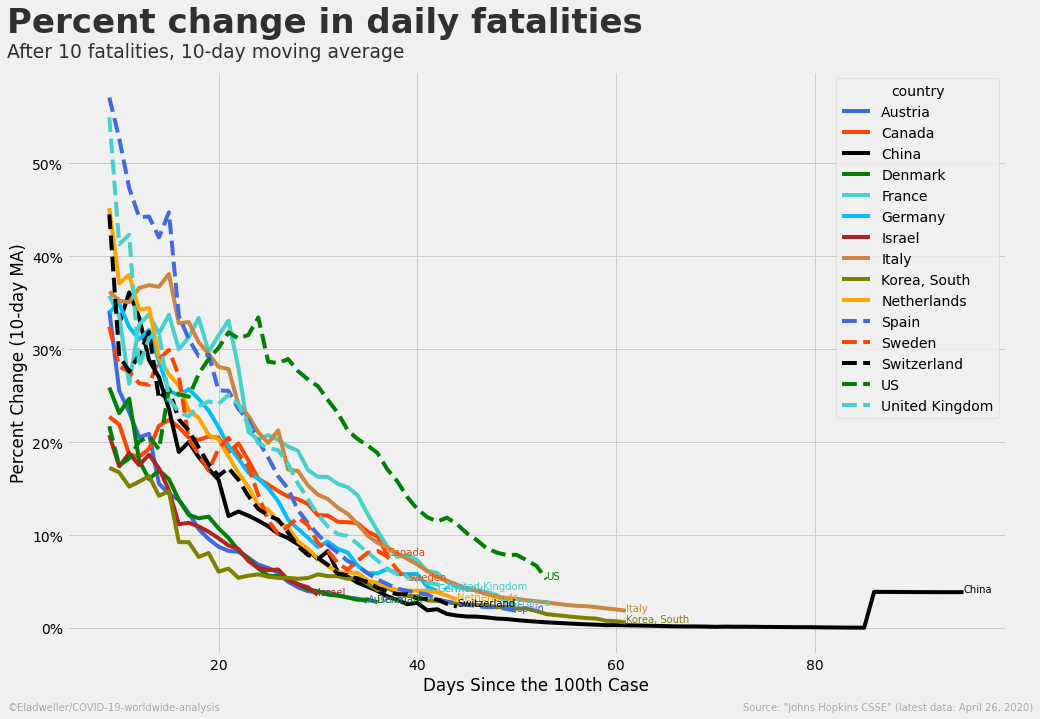 Percent change in daily fatalities
After 10 fatalities, 10-day moving average
country
Austria
Canada
China
Denmark
France
Germany
Israel
Italy
Korea, South
Netherlands
Spain
Sweden
Switzerland
US
United Kingdom
Percent Change (10-day MA)
50%
40%
30%
20%
10%
0%
Canada
Sweden
US
United Kingdom
Germany
Israel
Netherlands
Switzerland
Spain
Italy
Korea, South
China
20
40
60
80
Days Since the 100th Case
©Eladweller/COVID-19-worldwide-analysis
Source: "Johns Hopkins CSSE" (latest data: April 26, 2020)